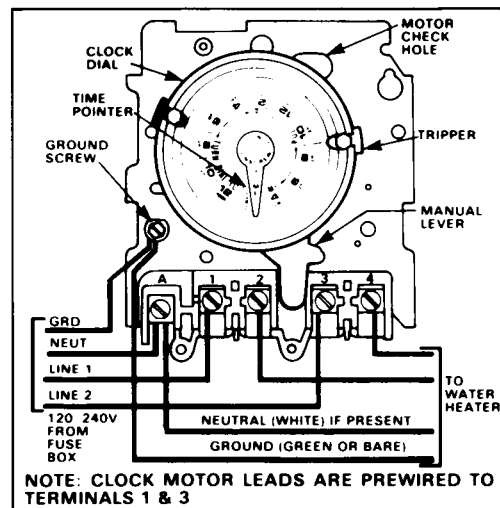 MOTOR
CHECK
HOLE
CLOCK
DIAL
TIME
POINTER
GROUND
SCREW
TRIPPER
MANUAL
LEVER
A 1 2 3 4
GRD
NEUT
LINE 1
LINE 2
120 240V
FROM
FUSE
BOX
TO
WATER
HEATER
NEUTRAL (WHITE) IF PRESENT
GROUND (GREEN OR BARE)
NOTE: CLOCK MOTOR LEADS ARE PREWIRED TO
TERMINALS 1 & 3